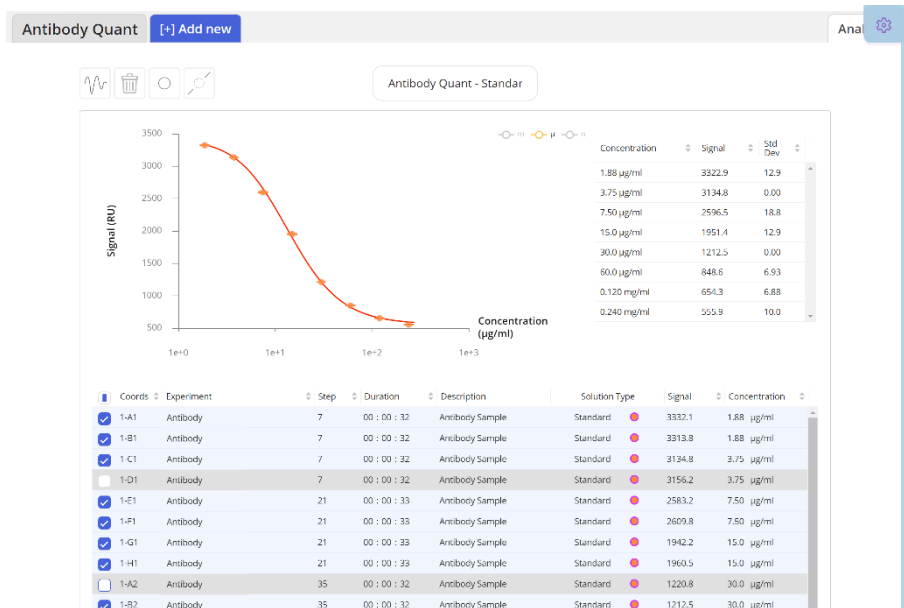 Antibody Quant [+] Add new
Antibody Quant - Standar
m µ n
Signal (RU)
3500
3000
2500
2000
1500
1000
500
1e+0 1e+1 1e+2 1e+3
Concentration
(µg/ml)
Concentration Signal Std Dev
1.88 µg/ml 3322.9 12.9
3.75 µg/ml 3134.8 0.00
7.50 µg/ml 2596.5 18.8
15.0 µg/ml 1951.4 12.9
30.0 µg/ml 1212.5 0.00
60.0 µg/ml 848.6 6.93
0.120 mg/ml 654.3 6.88
0.240 mg/ml 555.9 10.0
Coords Experiment Step Duration Description Solution Type Signal Concentration
1-A1 Antibody 7 00 : 00 : 32 Antibody Sample Standard 3332.1 1.88 µg/ml
1-B1 Antibody 7 00 : 00 : 32 Antibody Sample Standard 3313.8 1.88 µg/ml
1-C1 Antibody 7 00 : 00 : 32 Antibody Sample Standard 3134.8 3.75 µg/ml
1-D1 Antibody 7 00 : 00 : 32 Antibody Sample Standard 3156.2 3.75 µg/ml
1-E1 Antibody 21 00 : 00 : 33 Antibody Sample Standard 2583.2 7.50 µg/ml
1-F1 Antibody 21 00 : 00 : 33 Antibody Sample Standard 2609.8 7.50 µg/ml
1-G1 Antibody 21 00 : 00 : 33 Antibody Sample Standard 1942.2 15.0 µg/ml
1-H1 Antibody 21 00 : 00 : 33 Antibody Sample Standard 1960.5 15.0 µg/ml
1-A2 Antibody 35 00 : 00 : 32 Antibody Sample Standard 1220.8 30.0 µg/ml
1-B2 Antibody 35 00 : 00 : 32 Antibody Sample Standard 1212.5 30.0 µg/ml